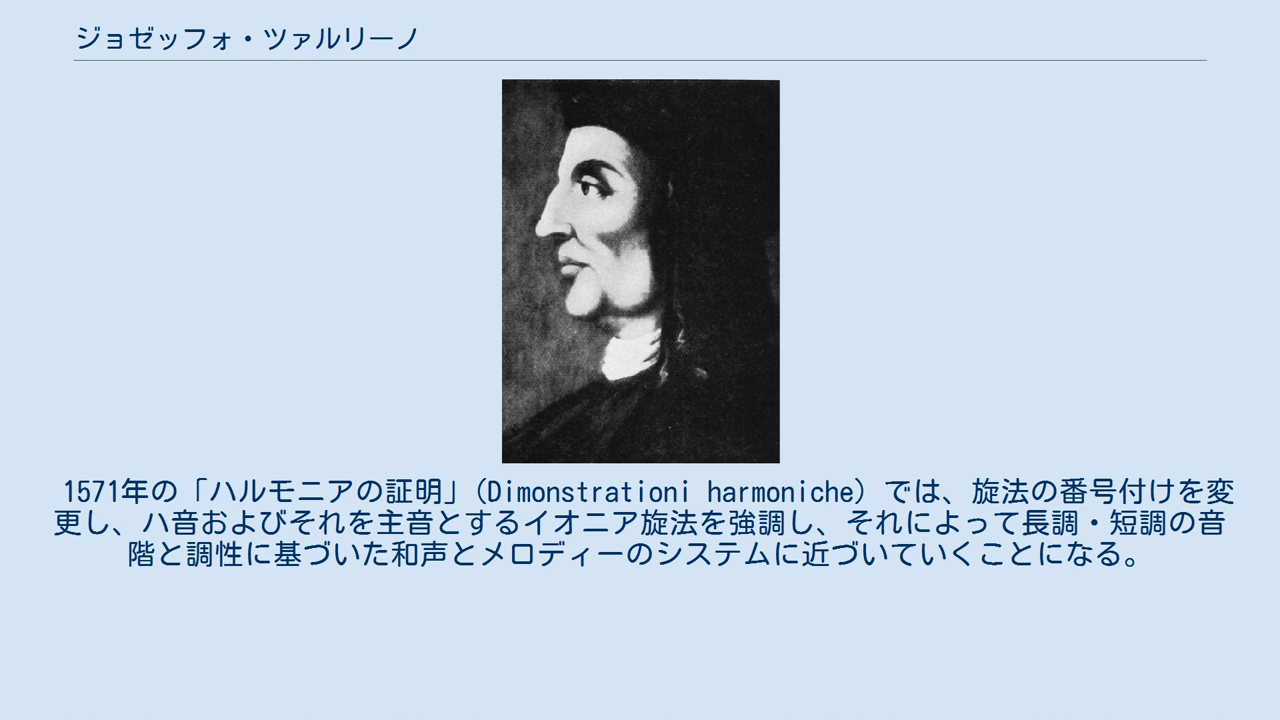 ジョゼッフォ・ツァルリーノ
1571年の「ハルモニアの証明」（Dimonstrationi harmoniche）では、旋法の番号付けを変
更し、ハ音およびそれを主音とするイオニア旋法を強調し、それによって長調・短調の音
階と調性に基づいた和声とメロディーのシステムに近づいていくことになる。